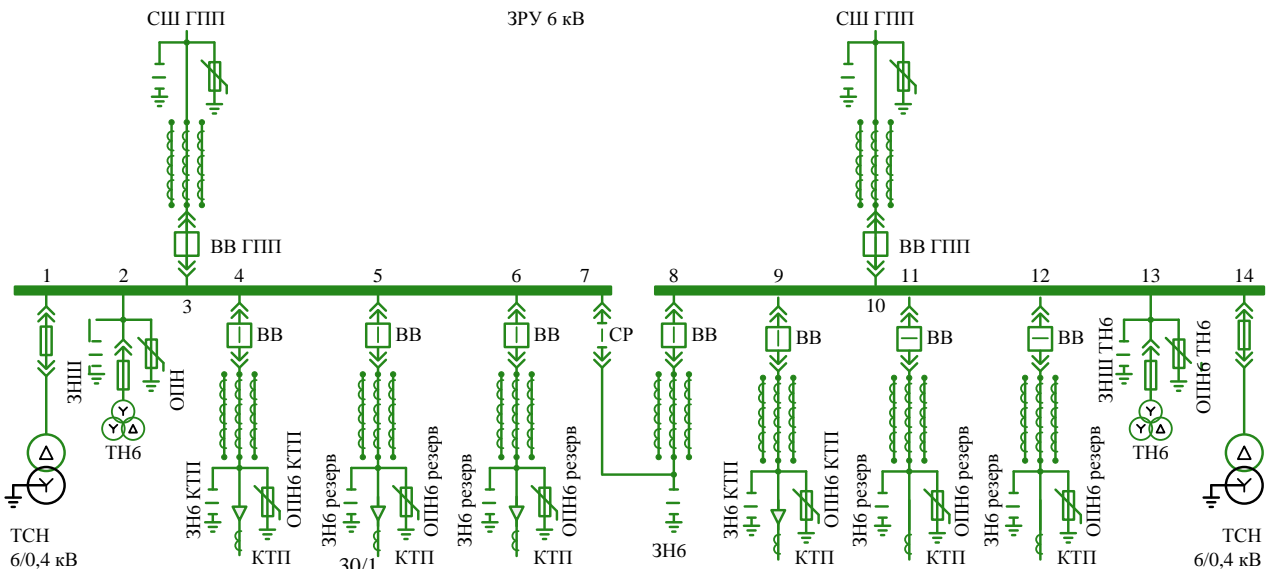 СШ ГПП
ЗРУ 6 кВ
СШ ГПП
ВВ ГПП
ВВ ГПП
1
2
3
4
5
6
7
8
9
10
11
12
13
14
ВВ
ВВ
ВВ
СР
ВВ
ВВ
ВВ
ВВ
ЗНШ
ОПН
ТН6
ЗНШ ТН6
ОПН6 ТН6
ТН6
ЗН6 КТП
ОПН6 КТП
ЗН6 резерв
ОПН6 резерв
ЗН6 резерв
ОПН6 резерв
ЗН6
ЗН6 КТП
ОПН6 КТП
ЗН6 резерв
ОПН6 резерв
ЗН6 резерв
ОПН6 резерв
ТСН
6/0,4 кВ
КТП
30/1
КТП
КТП
КТП
КТП
КТП
ТСН
6/0,4 кВ